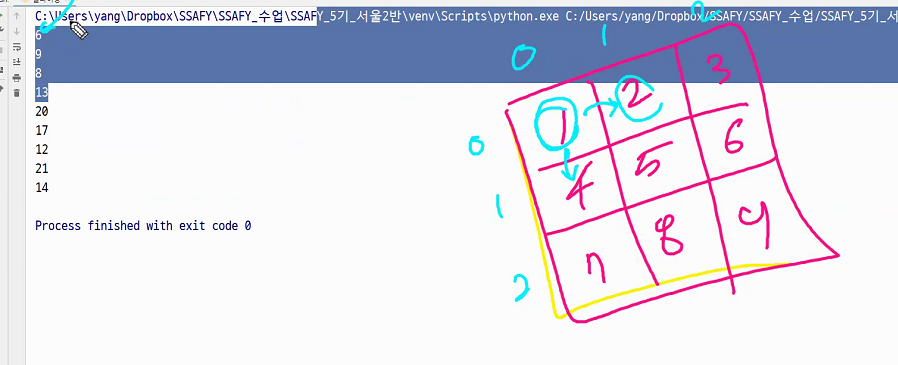 C:\Users\yang\Dropbox\SSAFY\SSAFY_수업\SSAFY_5기_서울2반\venv\Scripts\python.exe C:/Users/yang/Dropbox/SSAFY/SSAFY_수업/SSAFY_5기_서
6
9
8
13
20
17
12
21
14
Process finished with exit code 0
0 1 2
0 1 2 3
1 4 5 6
2 7 8 9